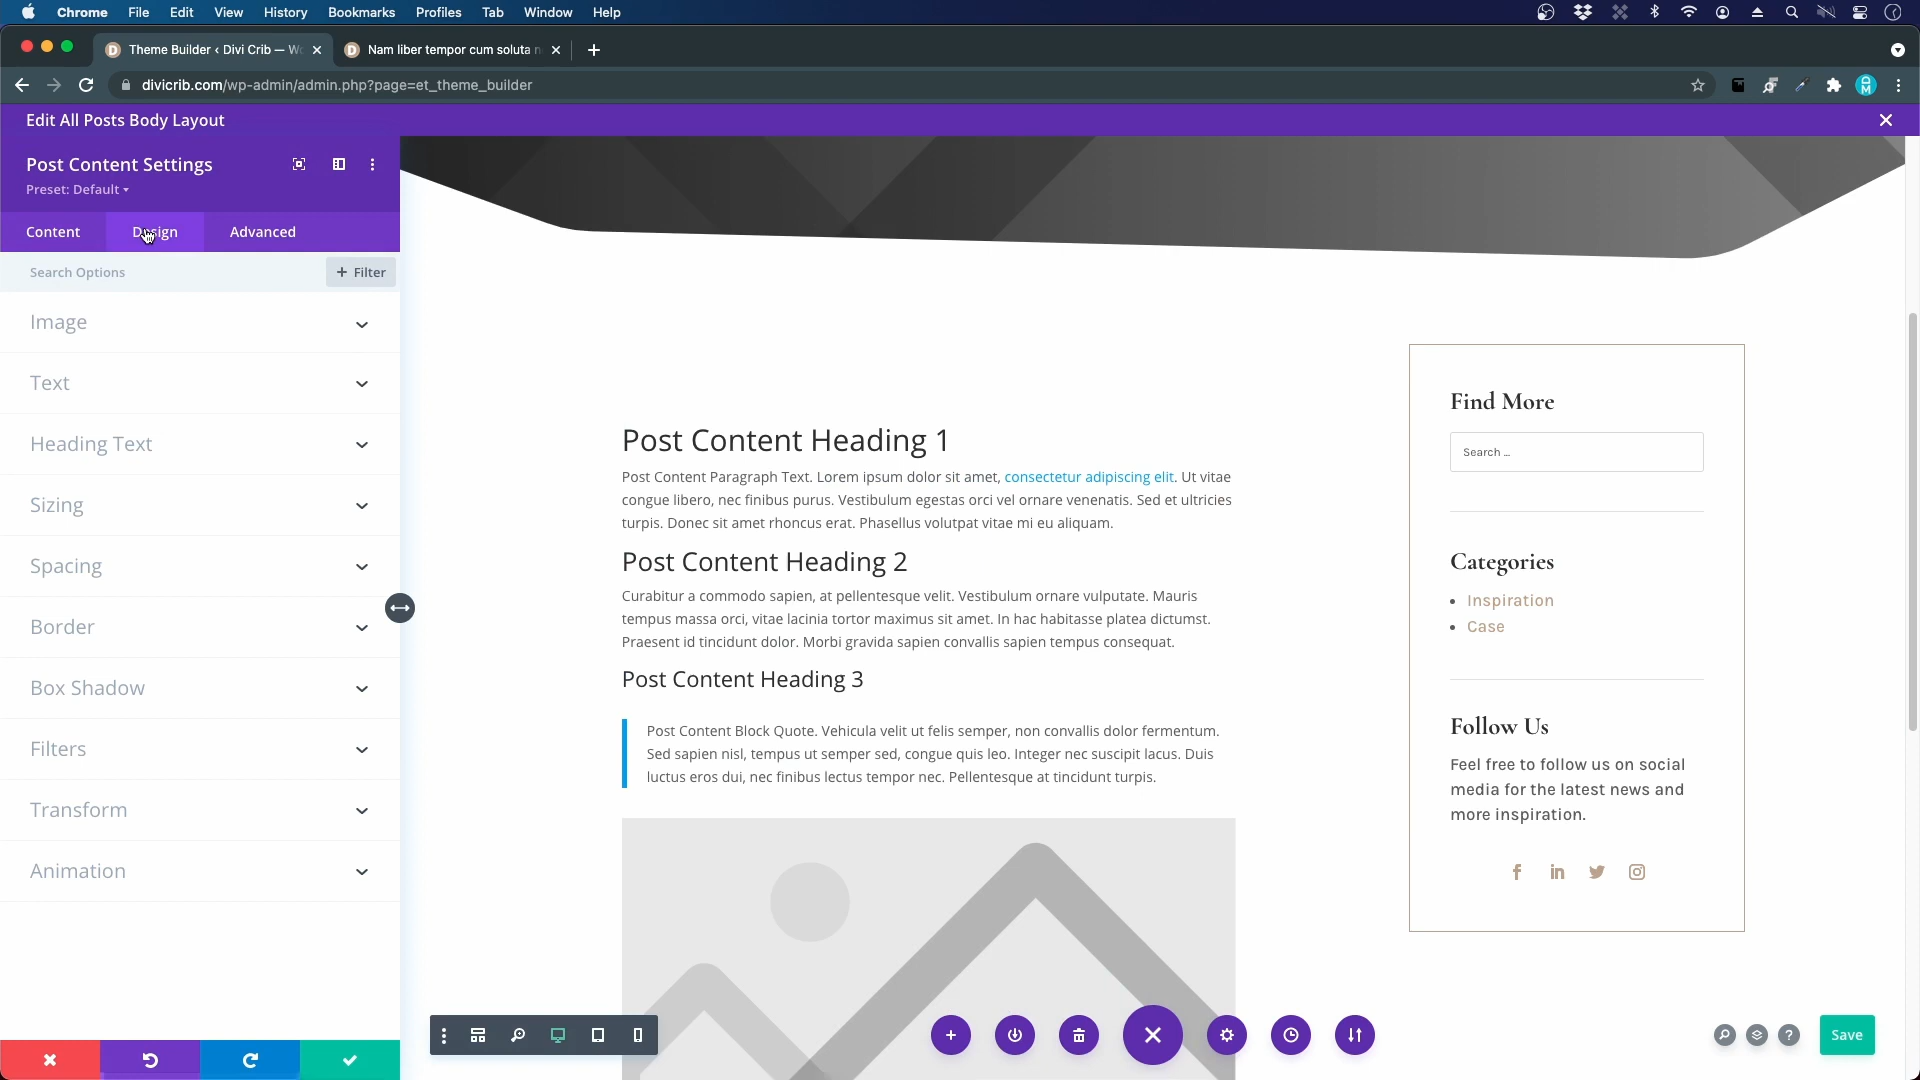 Chrome File Edit View History Bookmarks Profiles Tab Window Help
Theme Builder ‹ Divi Crib —
Nam liber tempor cum soluta
divicrib.com/wp-admin/admin.php?page=et_theme_builder
Edit All Posts Body Layout
Post Content Settings
Preset: Default
Content Design Advanced
Search Options
+ Filter
Image
Text
Heading Text
Sizing
Spacing
Border
Box Shadow
Filters
Transform
Animation
Post Content Heading 1
Post Content Paragraph Text. Lorem ipsum dolor sit amet, consectetur adipiscing elit. Ut vitae
congue libero, nec finibus purus. Vestibulum egestas orci vel ornare venenatis. Sed et ultricies
turpis. Donec sit amet rhoncus erat. Phasellus volutpat vitae mi eu aliquam.
Post Content Heading 2
Curabitur a commodo sapien, at pellentesque velit. Vestibulum ornare vulputate. Mauris
tempus massa orci, vitae lacinia tortor maximus sit amet. In hac habitasse platea dictumst.
Praesent id tincidunt dolor. Morbi gravida sapien convallis sapien tempus consequat.
Post Content Heading 3
Post Content Block Quote. Vehicula velit ut felis semper, non convallis dolor fermentum.
Sed sapien nisl, tempus ut semper sed, congue quis leo. Integer nec suscipit lacus. Duis
luctus eros dui, nec finibus lectus tempor nec. Pellentesque at tincidunt turpis.
Find More
Search …
Categories
Inspiration
Case
Follow Us
Feel free to follow us on social
media for the latest news and
more inspiration.
Save